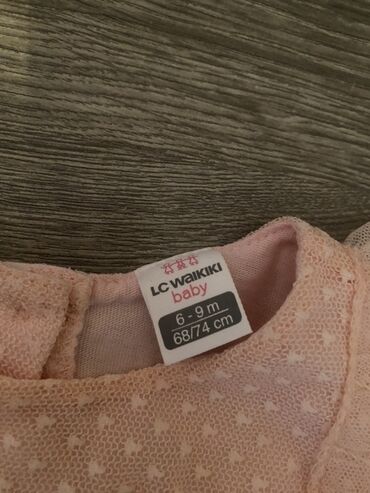 LC WAIKIKI
baby
6 - 9 m
68/74 cm